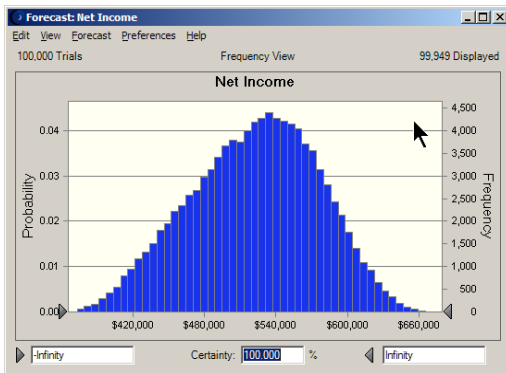 Forecast: Net Income
Edit View Forecast Preferences Help
100,000 Trials Frequency View 99,949 Displayed
Net Income
Probability
0.04
0.03
0.02
0.01
0.00
4,500
4,000
3,500
3,000
2,500
2,000
1,500
1,000
500
0
Frequency
$420,000 $480,000 $540,000 $600,000 $660,000
-Infinity Certainty: 100.000 % Infinity